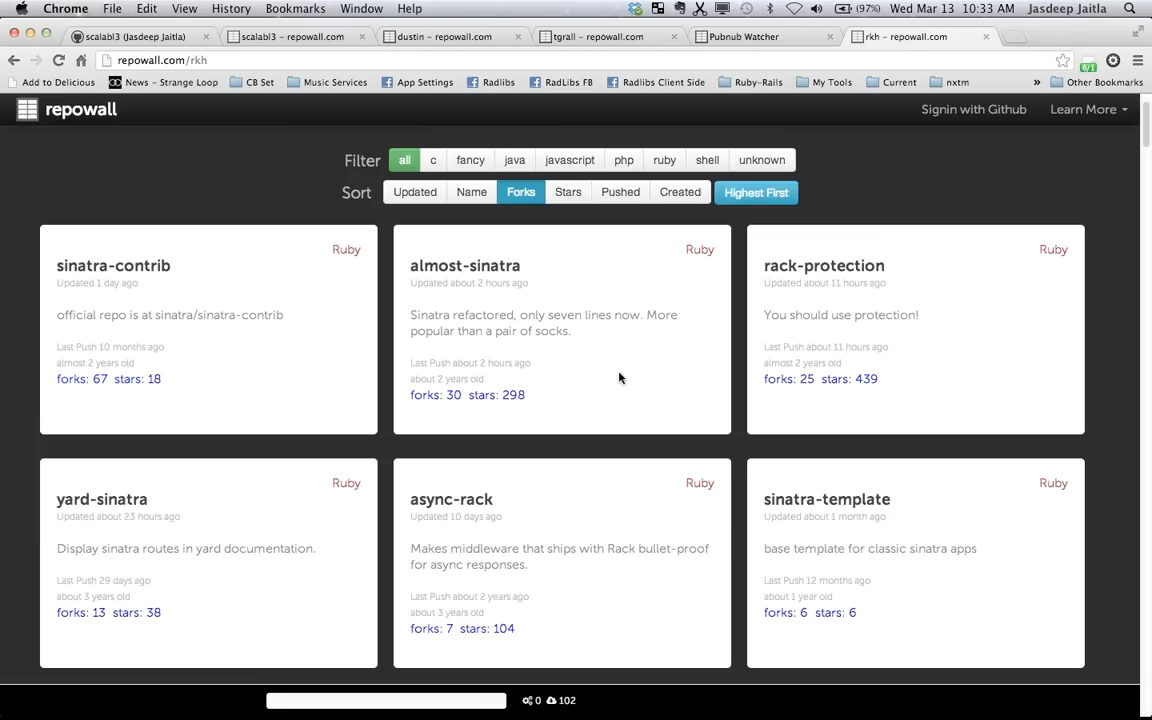 Chrome File Edit View History Bookmarks Window Help (97%) Wed Mar 13 10:33 AM Jasdeep Jaitla
scalabl3 (Jasdeep Jaitla) scalabl3 – repowall.com dustin – repowall.com tgrall – repowall.com Pubnub Watcher rkh – repowall.com
repowall.com/rkh 6/1
Add to Delicious News – Strange Loop CB Set Music Services App Settings Radlibs RadLibs FB Radlibs Client Side Ruby-Rails My Tools Current nxtm » Other Bookmarks
repowall Signin with Github Learn More
Filter all c fancy java javascript php ruby shell unknown
Sort Updated Name Forks Stars Pushed Created Highest First
Ruby
sinatra-contrib
Updated 1 day ago
official repo is at sinatra/sinatra-contrib
Last Push 10 months ago
almost 2 years old
forks: 67 stars: 18
Ruby
almost-sinatra
Updated about 2 hours ago
Sinatra refactored, only seven lines now. More
popular than a pair of socks.
Last Push about 2 hours ago
about 2 years old
forks: 30 stars: 298
Ruby
rack-protection
Updated about 11 hours ago
You should use protection!
Last Push about 11 hours ago
almost 2 years old
forks: 25 stars: 439
Ruby
yard-sinatra
Updated about 23 hours ago
Display sinatra routes in yard documentation.
Last Push 29 days ago
about 3 years old
forks: 13 stars: 38
Ruby
async-rack
Updated 10 days ago
Makes middleware that ships with Rack bullet-proof
for async responses.
Last Push about 2 years ago
about 3 years old
forks: 7 stars: 104
Ruby
sinatra-template
Updated about 1 month ago
base template for classic sinatra apps
Last Push 12 months ago
about 1 year old
forks: 6 stars: 6
0 102